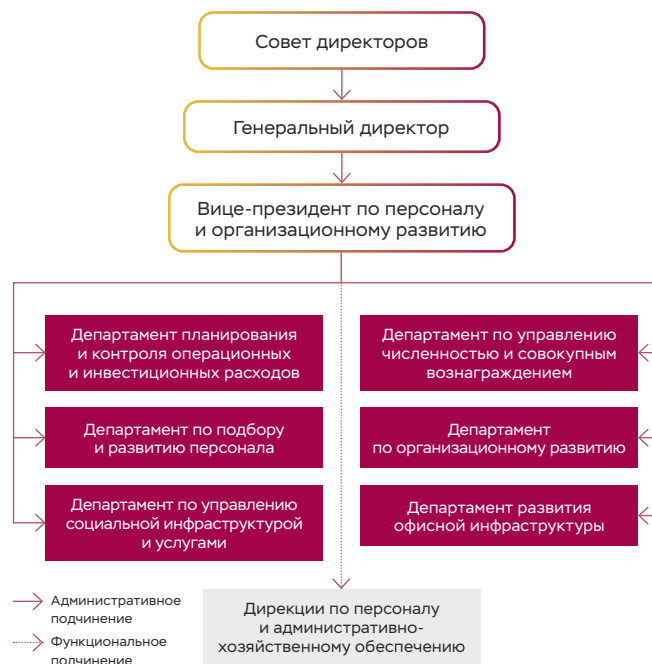 Совет директоров
Генеральный директор
Вице-президент по персоналу
и организационному развитию
Департамент планирования
и контроля операционных
и инвестиционных расходов
Департамент по управлению
численностью и совокупным
вознаграждением
Департамент по подбору
и развитию персонала
Департамент
по организационному развитию
Департамент по управлению
социальной инфраструктурой
и услугами
Департамент развития
офисной инфраструктуры
Административное
подчинение
Функциональное
подчинение
Дирекции по персоналу
и административно-
хозяйственному обеспечению